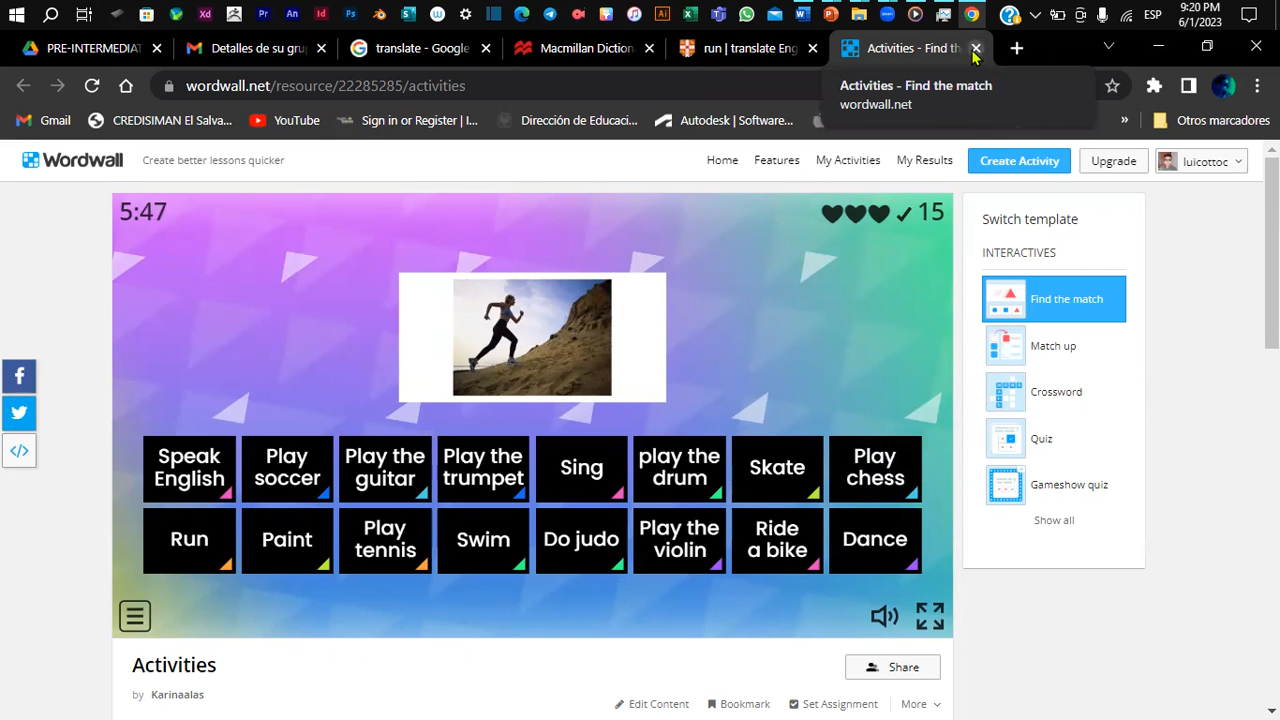 Xd An Id Ps Ai ESP 9:20 PM
6/1/2023
PRE-INTERMEDIA Detalles de su gru translate - Google Macmillan Diction run | translate Eng Activities - Find th
wordwall.net/resource/22285285/activities
Activities - Find the match
wordwall.net
Gmail CREDISIMAN El Salva... YouTube Sign in or Register | I... Dirección de Educaci... Autodesk | Software... » Otros marcadores
Wordwall Create better lessons quicker Home Features My Activities My Results Create Activity Upgrade luicottoc
5:47 15
Speak English
Play soccer
Play the guitar
Play the trumpet
Sing
play the drum
Skate
Play chess
Run
Paint
Play tennis
Swim
Do judo
Play the violin
Ride a bike
Dance
Switch template
INTERACTIVES
Find the match
Match up
Crossword
Quiz
Gameshow quiz
Show all
Activities
Share
by Karinaalas
Edit Content Bookmark Set Assignment More